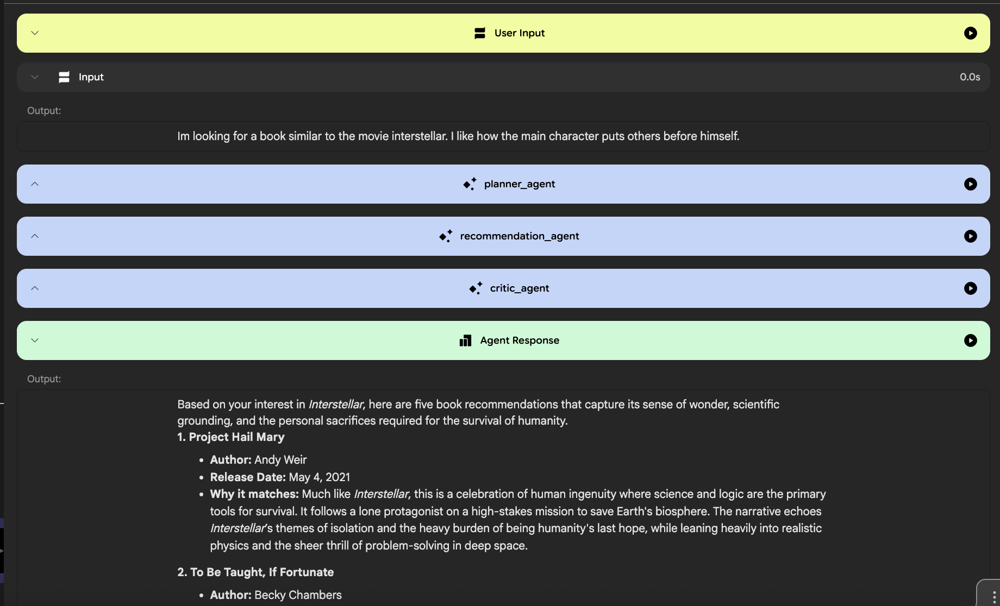 User Input
Input
0.0s
Output:
Im looking for a book similar to the movie interstellar. I like how the main character puts others before himself.
planner_agent
recommendation_agent
critic_agent
Agent Response
Output:
Based on your interest in Interstellar, here are five book recommendations that capture its sense of wonder, scientific
grounding, and the personal sacrifices required for the survival of humanity.
1. Project Hail Mary
• Author: Andy Weir
• Release Date: May 4, 2021
• Why it matches: Much like Interstellar, this is a celebration of human ingenuity where science and logic are the primary
tools for survival. It follows a lone protagonist on a high-stakes mission to save Earth's biosphere. The narrative echoes
Interstellar's themes of isolation and the heavy burden of being humanity's last hope, while leaning heavily into realistic
physics and the sheer thrill of problem-solving in deep space.
2. To Be Taught, If Fortunate
• Author: Becky Chambers